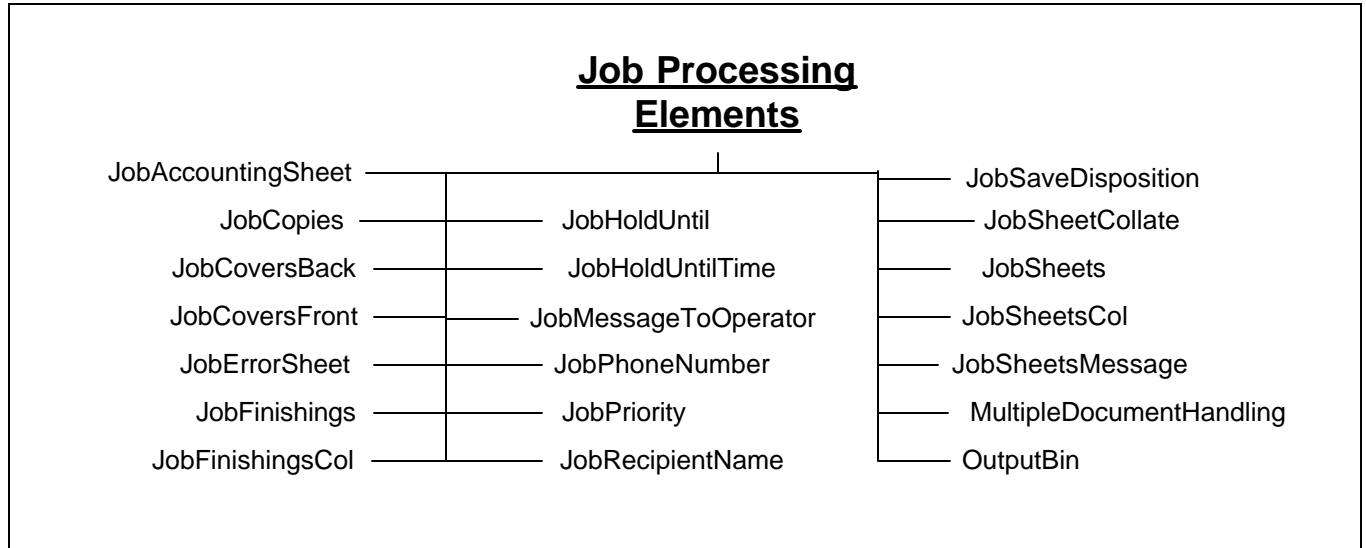 Job Processing
Elements
JobAccountingSheet
JobCopies
JobCoversBack
JobCoversFront
JobErrorSheet
JobFinishings
JobFinishingsCol
JobHoldUntil
JobHoldUntilTime
JobMessageToOperator
JobPhoneNumber
JobPriority
JobRecipientName
JobSaveDisposition
JobSheetCollate
JobSheets
JobSheetsCol
JobSheetsMessage
MultipleDocumentHandling
OutputBin